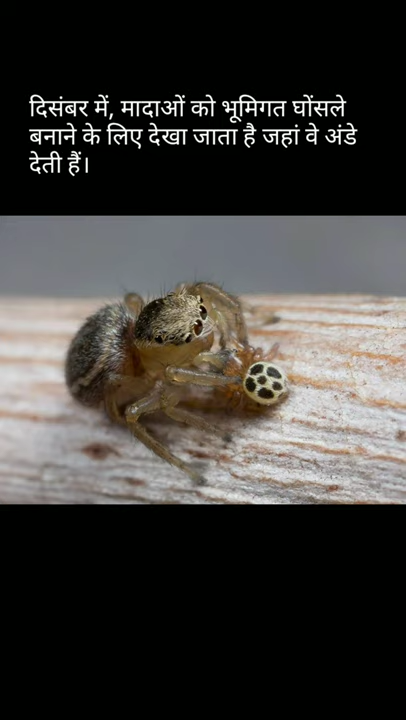 दिसंबर में, मादाओं को भूमिगत घोंसले
बनाने के लिए देखा जाता है जहां वे अंडे
देती हैं।